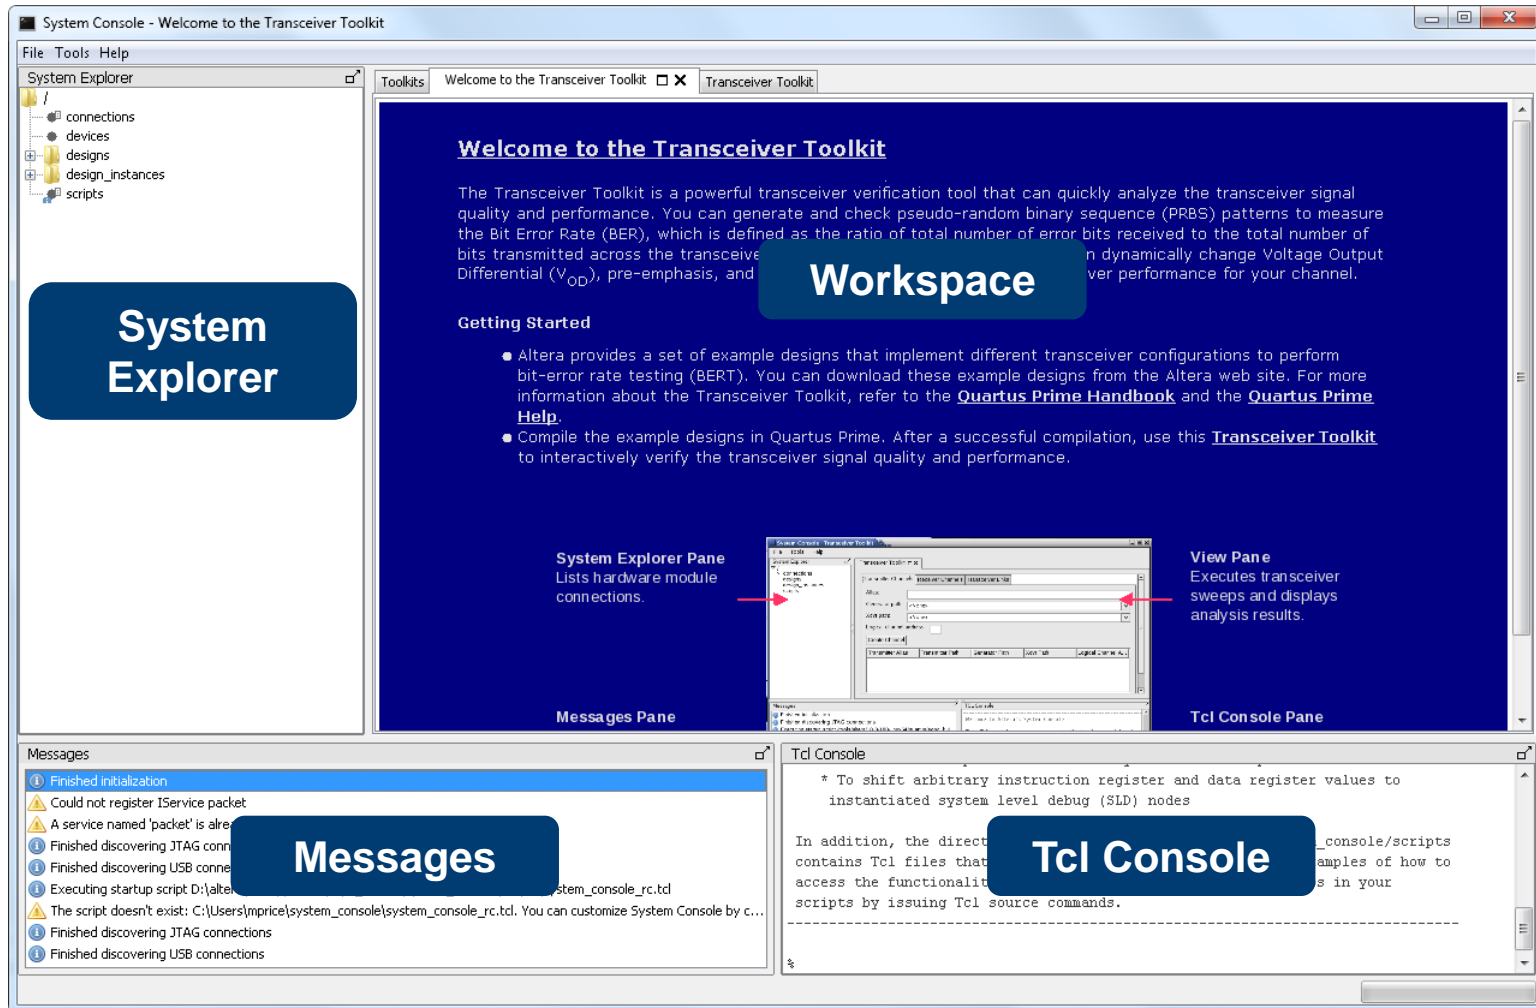 System Console - Welcome to the Transceiver Toolkit
File Tools Help
System Explorer
/
connections
devices
designs
design_instances
scripts
System
Explorer
Toolkits
Welcome to the Transceiver Toolkit
Transceiver Toolkit
Welcome to the Transceiver Toolkit
The Transceiver Toolkit is a powerful transceiver verification tool that can quickly analyze the transceiver signal
quality and performance. You can generate and check pseudo-random binary sequence (PRBS) patterns to measure
the Bit Error Rate (BER), which is defined as the ratio of total number of error bits received to the total number of
bits transmitted across the transceive n dynamically change Voltage Output
Differential (VOD), pre-emphasis, and ver performance for your channel.
Workspace
Getting Started
Altera provides a set of example designs that implement different transceiver configurations to perform
bit-error rate testing (BERT). You can download these example designs from the Altera web site. For more
information about the Transceiver Toolkit, refer to the Quartus Prime Handbook and the Quartus Prime
Help.
Compile the example designs in Quartus Prime. After a successful compilation, use this Transceiver Toolkit
to interactively verify the transceiver signal quality and performance.
System Explorer Pane
Lists hardware module
connections.
View Pane
Executes transceiver
sweeps and displays
analysis results.
Messages Pane
Tcl Console Pane
Messages
Finished initialization
Could not register IService packet
A service named 'packet' is alre
Finished discovering JTAG conn
Finished discovering USB conne
Executing startup script D:\alter stem_console_rc.tcl
The script doesn't exist: C:\Users\mprice\system_console\system_console_rc.tcl. You can customize System Console by c...
Finished discovering JTAG connections
Finished discovering USB connections
Messages
Tcl Console
* To shift arbitrary instruction register and data register values to
instantiated system level debug (SLD) nodes
In addition, the direct _console/scripts
contains Tcl files that amples of how to
access the functionalit s in your
scripts by issuing Tcl source commands.
%
Tcl Console